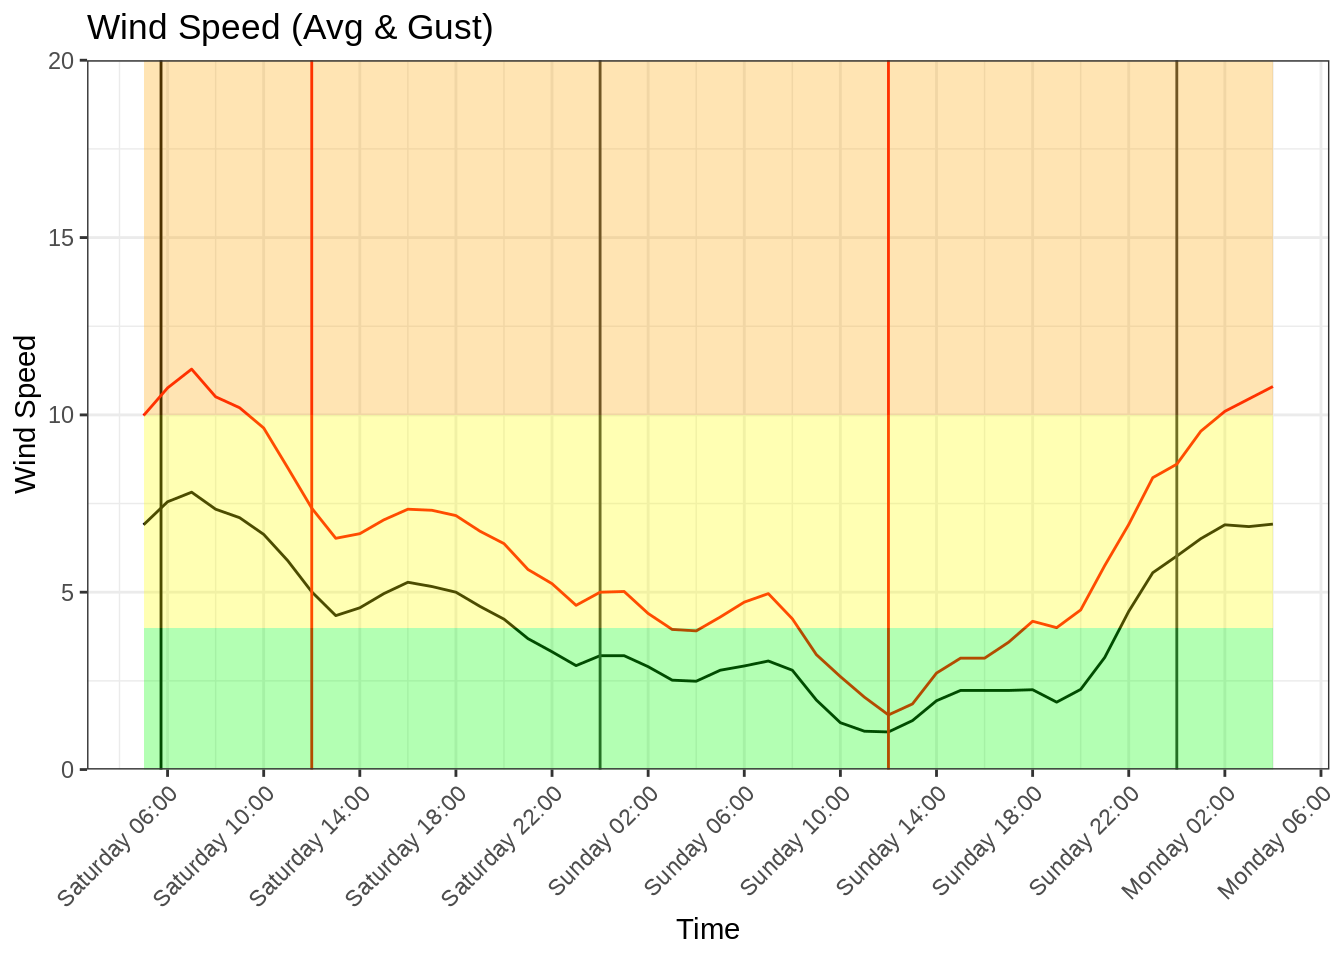 Wind Speed (Avg & Gust)
Wind Speed
20
15
10
5
0
Saturday 06:00
Saturday 10:00
Saturday 14:00
Saturday 18:00
Saturday 22:00
Sunday 02:00
Sunday 06:00
Sunday 10:00
Sunday 14:00
Sunday 18:00
Sunday 22:00
Monday 02:00
Monday 06:00
Time